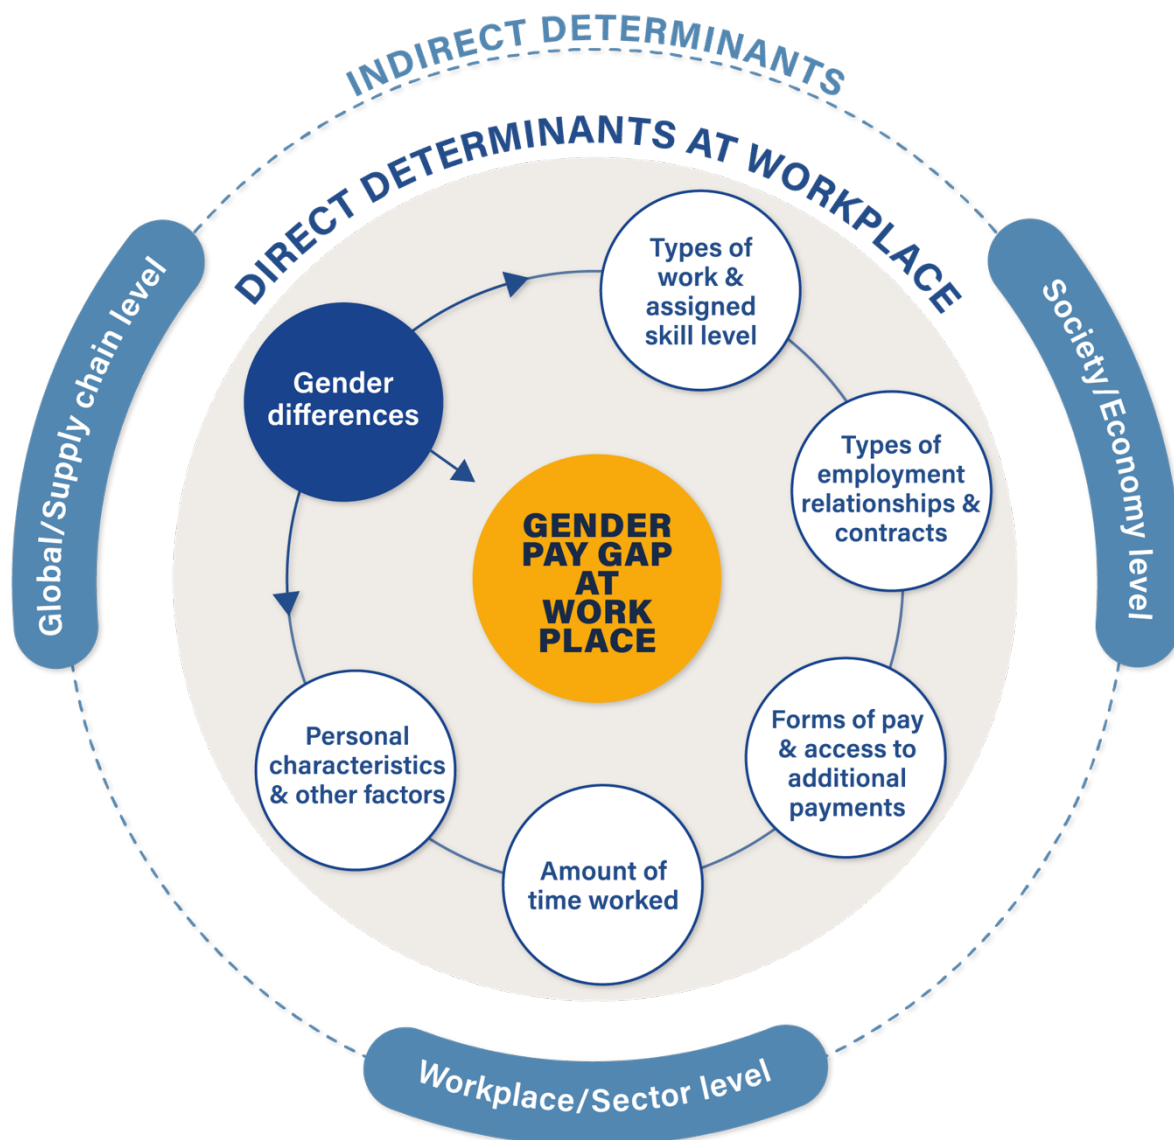 INDIRECT DETERMINANTS
DIRECT DETERMINANTS AT WORKPLACE
Global/Supply chain level
Society/Economy level
Types of
work &
assigned
skill level
Gender
differences
Types of
employment
relationships &
contracts
GENDER
PAY GAP
AT
WORK
PLACE
Forms of pay
& access to
additional
payments
Personal
characteristics
& other factors
Amount of
time worked
Workplace/Sector level